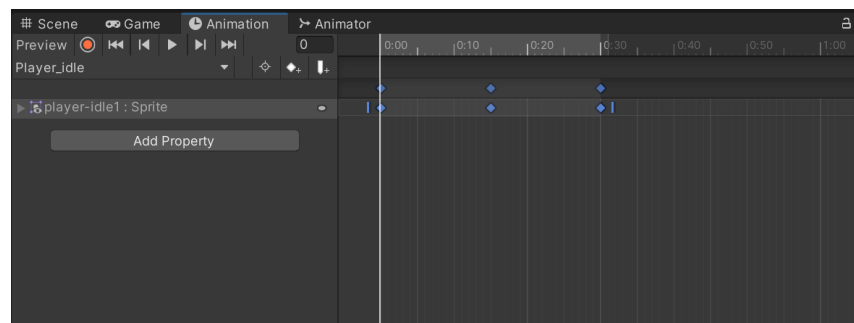 Scene Game Animation Animator
Preview 0 0:00 0:10 0:20 0:30 0:40 0:50 1:00
Player_idle
player-idle1 : Sprite
Add Property